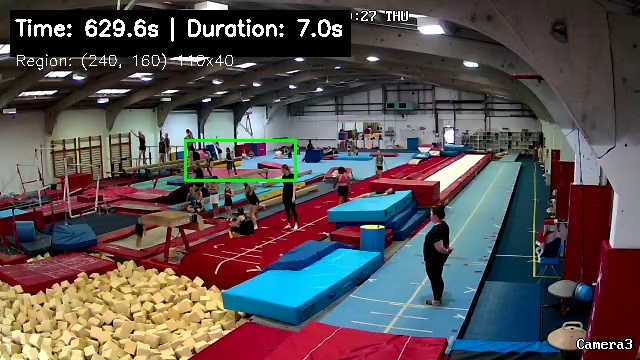 Time: 629.6s | Duration: 7.0s
:27 THU
Region: (240, 160) 110x40
Camera3